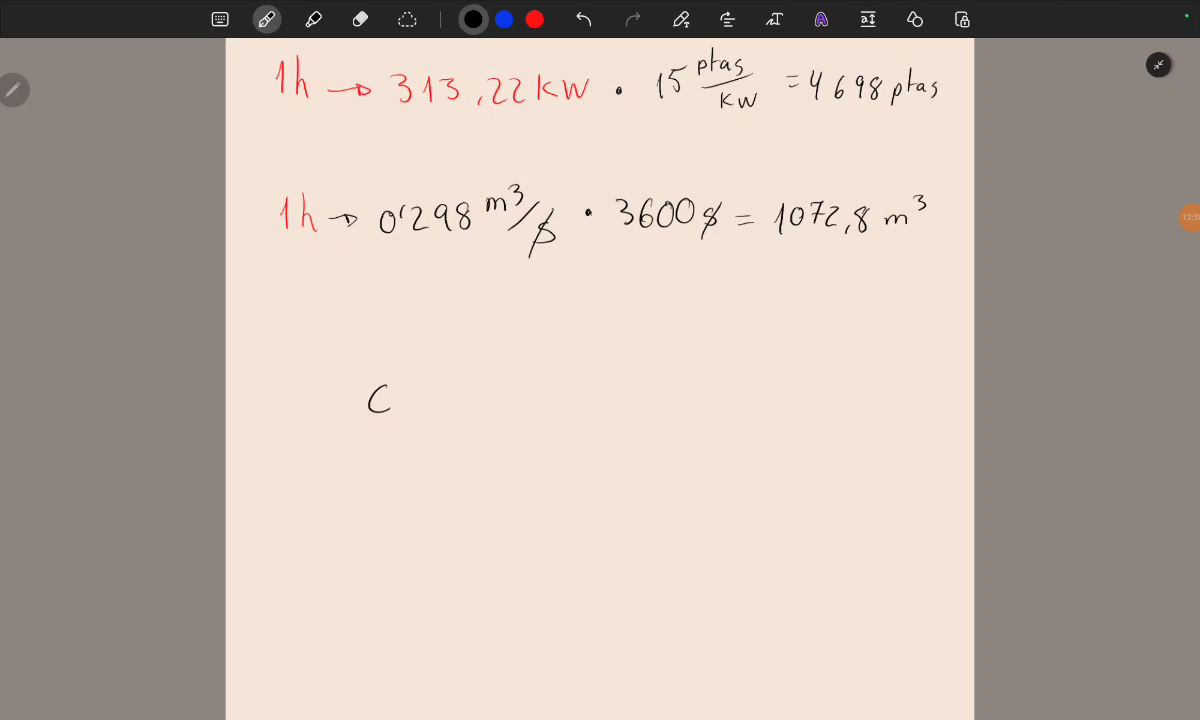 1h → 313,22 kW · 15 ptas/kW = 4698 ptas
1h → 0'298 m³/s · 3600 s = 1072,8 m³
C